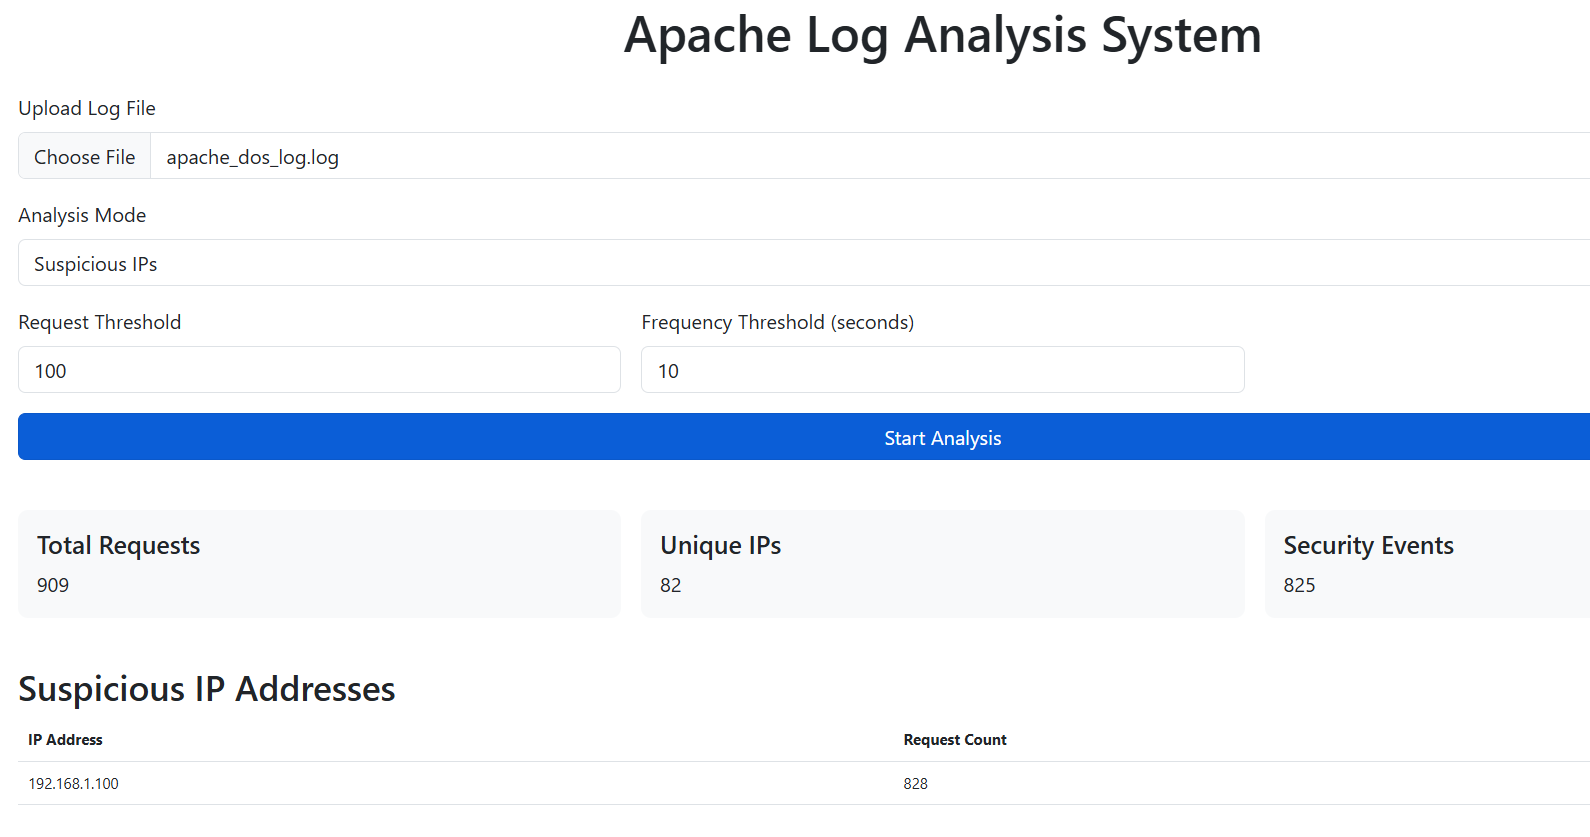 Apache Log Analysis System
Upload Log File
Choose File apache_dos_log.log
Analysis Mode
Suspicious IPs
Request Threshold Frequency Threshold (seconds)
100 10
Start Analysis
Total Requests Unique IPs Security Events
909 82 825
Suspicious IP Addresses
IP Address Request Count
192.168.1.100 828